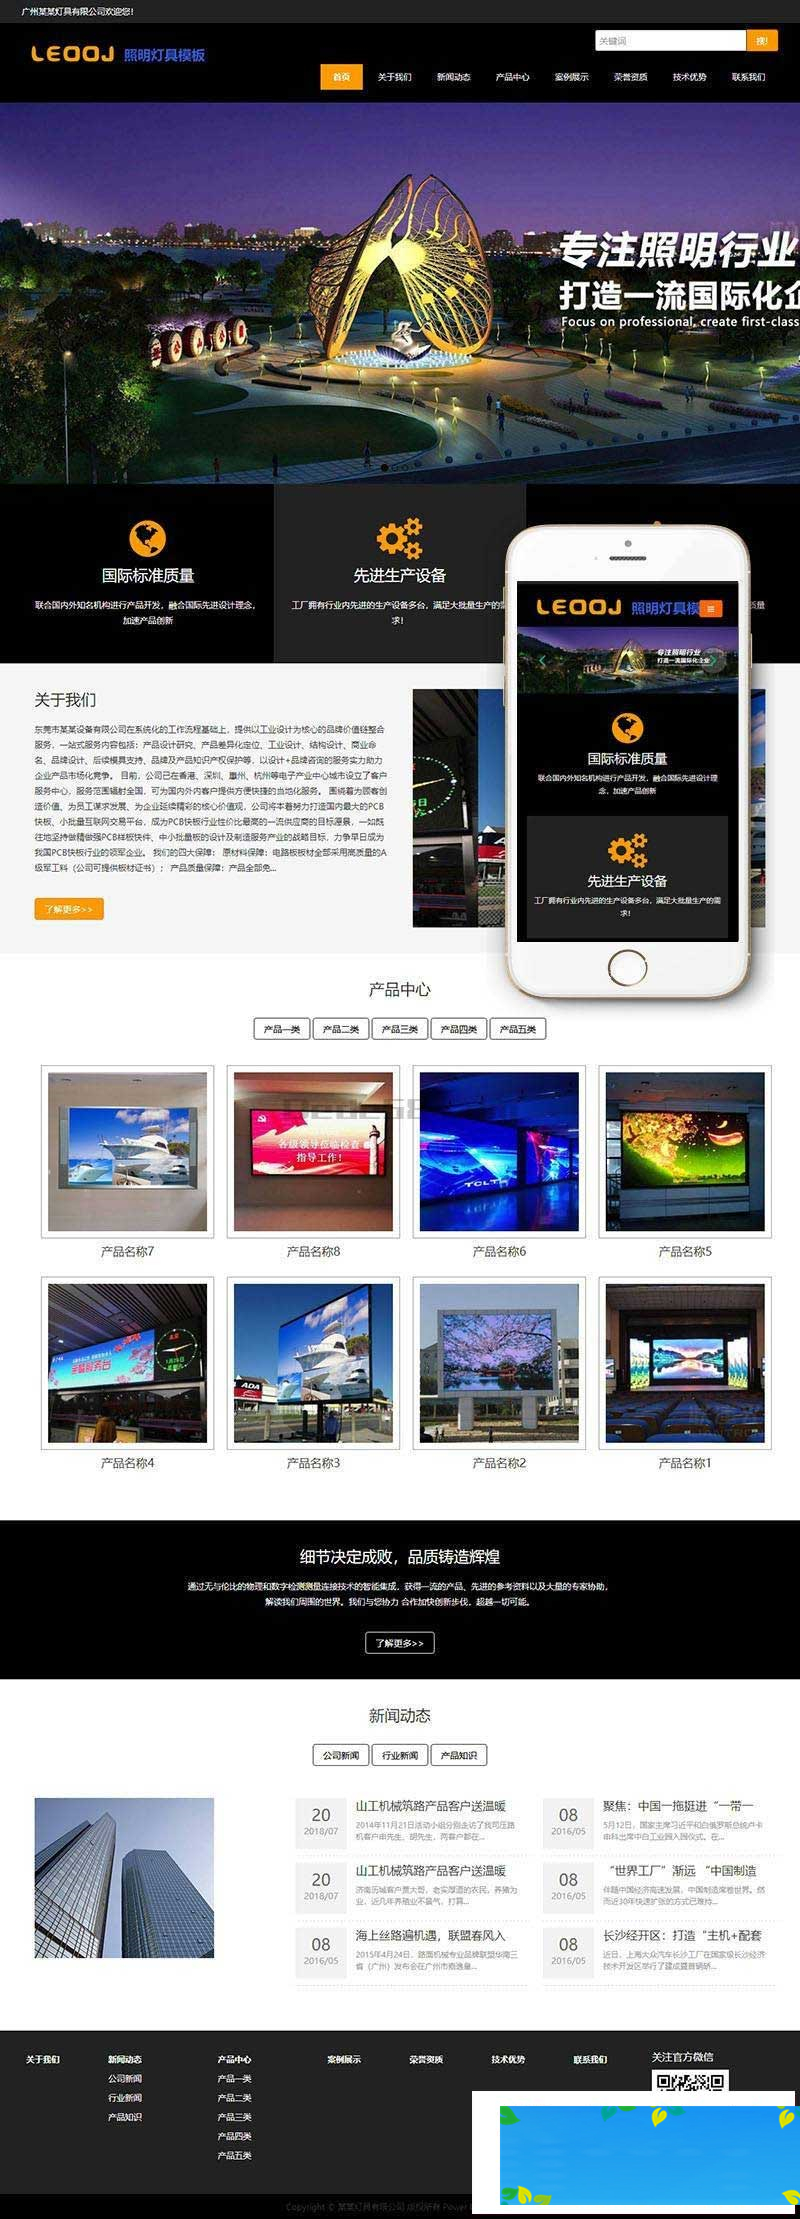 广州某某灯具有限公司欢迎您!
LEOOJ 照明灯具模板
关键词
搜!
首页 关于我们 新闻动态 产品中心 案例展示 荣誉资质 技术优势 联系我们
专注照明行业
打造一流国际化企
Focus on professional, create first-class
国际标准质量
联合国内外知名机构进行产品开发，融合国际先进设计理念，
加速产品创新
先进生产设备
工厂拥有行业内先进的生产设备多台，满足大批量生产的需
求!
质量
LEOOJ 照明灯具模
专注照明行业
打造一流国际化企业
国际标准质量
联合国内外知名机构进行产品开发，融合国际先进设计理
念，加速产品创新
先进生产设备
工厂拥有行业内先进的生产设备多台，满足大批量生产的需
求!
关于我们
东莞市某某设备有限公司在系统化的工作流程基础上，提供以工业设计为核心的品牌价值链整合
服务，一站式服务内容包括：产品设计研究、产品差异化定位、工业设计、结构设计、商业命
名、品牌设计、后续模具支持、品牌及产品知识产权保护等，以设计+品牌咨询的服务实力助力
企业产品市场化竞争。 目前，公司已在香港、深圳、惠州、杭州等电子产业中心城市设立了客户
服务中心，服务范围辐射全国，可为国内外内客户提供方便快捷的当地化服务。 围绕着为顾客创
造价值、为员工谋求发展、为企业延续精彩的核心价值观，公司将本着努力打造国内最大的PCB
快板、小批量互联网交易平台，成为PCB快板行业性价比最高的一流供应商的目标愿景，一如既
往地坚持做精做强PCB样板快件、中小批量板的设计及制造服务产业的战略目标，力争早日成为
我国PCB快板行业的领军企业。 我们的四大保障： 原材料保障：电路板板材全部采用高质量的A
级军工料（公司可提供板材证书）； 产品质量保障：产品全部免...
了解更多>>
产品中心
产品一类 产品二类 产品三类 产品四类 产品五类
各级领导莅临检查
指导工作!
TCL
产品名称7 产品名称8 产品名称6 产品名称5
ADA
产品名称4 产品名称3 产品名称2 产品名称1
细节决定成败，品质铸造辉煌
通过无与伦比的物理和数字检测测量连接技术的智能集成，获得一流的产品、先进的参考资料以及大量的专家协助，
解读我们周围的世界。我们与您协力 合作加快创新步伐，超越一切可能。
了解更多>>
新闻动态
公司新闻 行业新闻 产品知识
20
2018/07
山工机械筑路产品客户送温暖
2014年11月21日活动小组分别走访了我司压路
机客户申先生、胡先生，两客户都在...
08
2016/05
聚焦：中国一拖挺进“一带一
5月12日，国家主席习近平和白俄罗斯总统卢卡
申科出席中白工业园入园仪式。在...
20
2018/07
山工机械筑路产品客户送温暖
济南历城客户贾大哥，老实厚道的农民，养猪为
业，近几年养殖业不景气，打算...
08
2016/05
“世界工厂”渐远 “中国制造
伴随中国经济高速发展，中国制造席卷世界。然
而近30年快速扩张的方式已难持...
08
2016/05
海上丝路遍机遇，联盟春风入
2015年4月24日，路面机械专业品牌联盟华南三
省（广州）发布会在广州市南逸皇...
08
2016/05
长沙经开区：打造“主机+配套
近日，上海大众汽车长沙工厂在国家级长沙经济
技术开发区举行了建成暨首辆轿...
关于我们 新闻动态 产品中心 案例展示 荣誉资质 技术优势 联系我们 关注官方微信
公司新闻 产品一类
行业新闻 产品二类
产品知识 产品三类
产品四类
产品五类
Copyright © 某某灯具有限公司 版权所有 Power